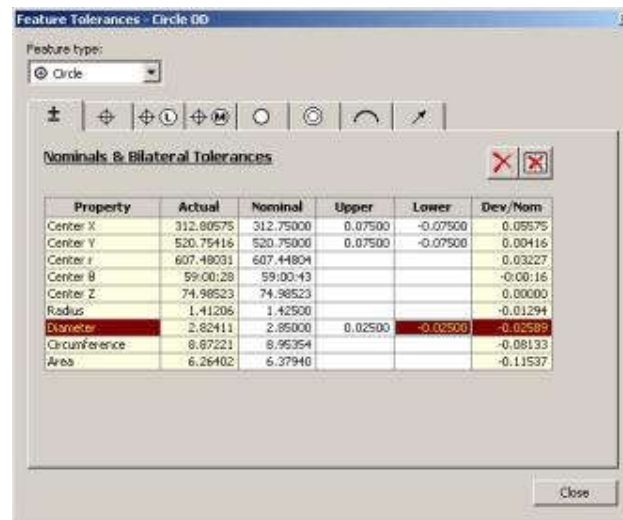 Feature Tolerances - Circle OD
Feature type:
Circle
± L M
Nominals & Bilateral Tolerances
Property Actual Nominal Upper Lower Dev/Nom
Center X 312.80575 312.75000 0.07500 -0.07500 0.05575
Center Y 520.75416 520.75000 0.07500 -0.07500 0.00416
Center r 607.48031 607.44804 0.03227
Center θ 59:00:28 59:00:43 -0:00:16
Center Z 74.98523 74.98523 0.00000
Radius 1.41206 1.42500 -0.01294
Diameter 2.82411 2.85000 0.02500 -0.02500 -0.02589
Circumference 8.87221 8.95354 -0.08133
Area 6.26402 6.37940 -0.11537
Close